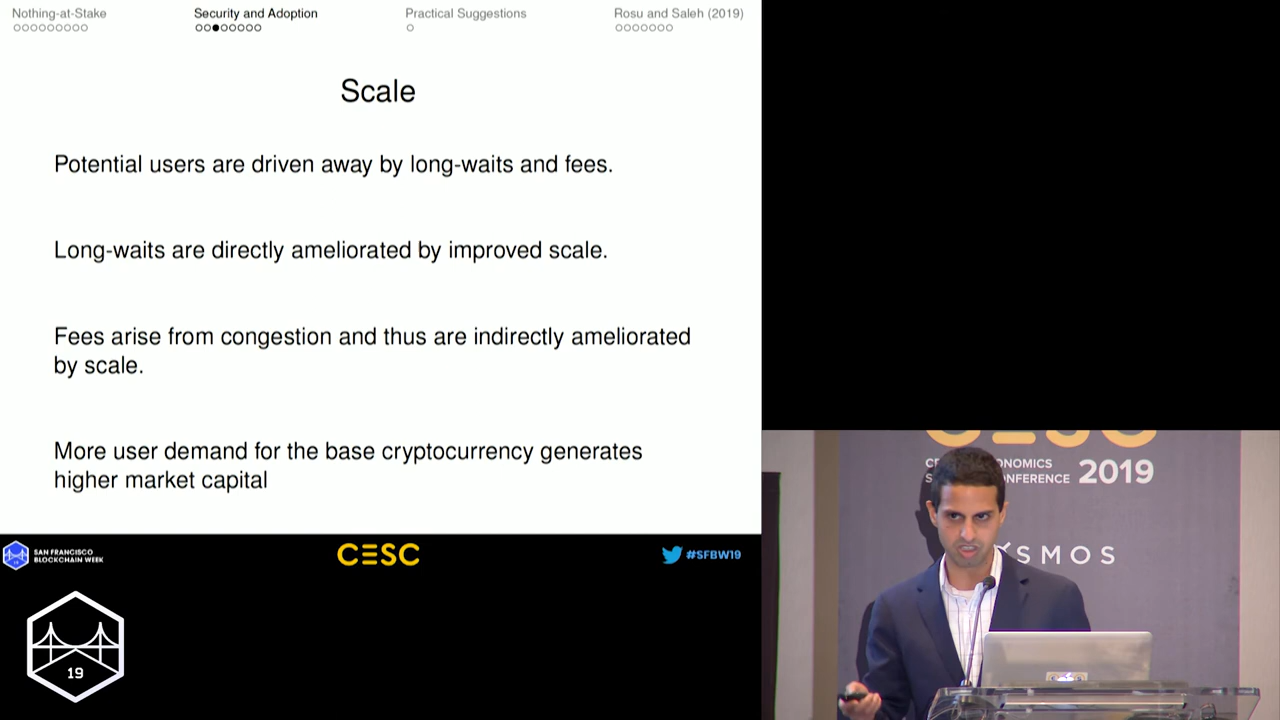 Nothing-at-Stake
Security and Adoption
Practical Suggestions
Rosu and Saleh (2019)
Scale
Potential users are driven away by long-waits and fees.
Long-waits are directly ameliorated by improved scale.
Fees arise from congestion and thus are indirectly ameliorated
by scale.
More user demand for the base cryptocurrency generates
higher market capital
SAN FRANCISCO
BLOCKCHAIN WEEK
CESC
#SFBW19
19
CESC
2019
SMOS